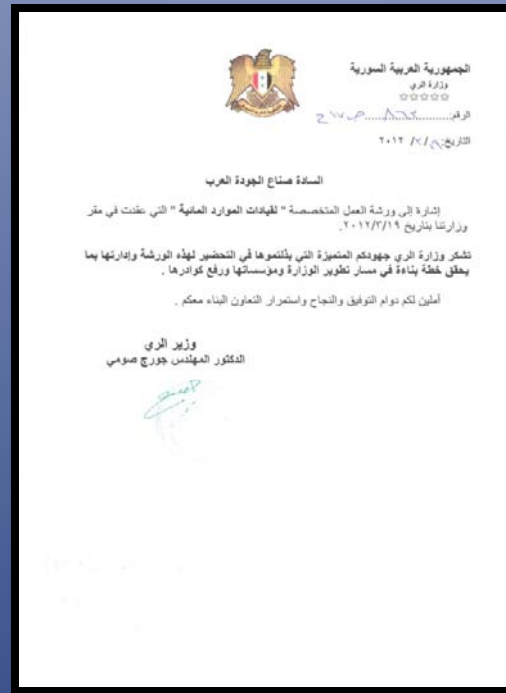 الجمهورية العربية السورية
وزارة الري
الرقم:
التاريخ: / / ٢٠١٢
السادة صناع الجودة العرب
إشارة إلى ورشة العمل المتخصصة " لقيادات الموارد المائية " التي عقدت في مقر
وزارتنا بتاريخ ٢٠١٢/٣/١٩.
تشكر وزارة الري جهودكم المتميزة التي بذلتموها في التحضير لهذه الورشة وإدارتها بما
يحقق خطة بناءة في مسار تطوير الوزارة ومؤسساتها ورفع كوادرها .
آملين لكم دوام التوفيق والنجاح واستمرار التعاون البناء معكم .
وزير الري
الدكتور المهندس جورج صومي